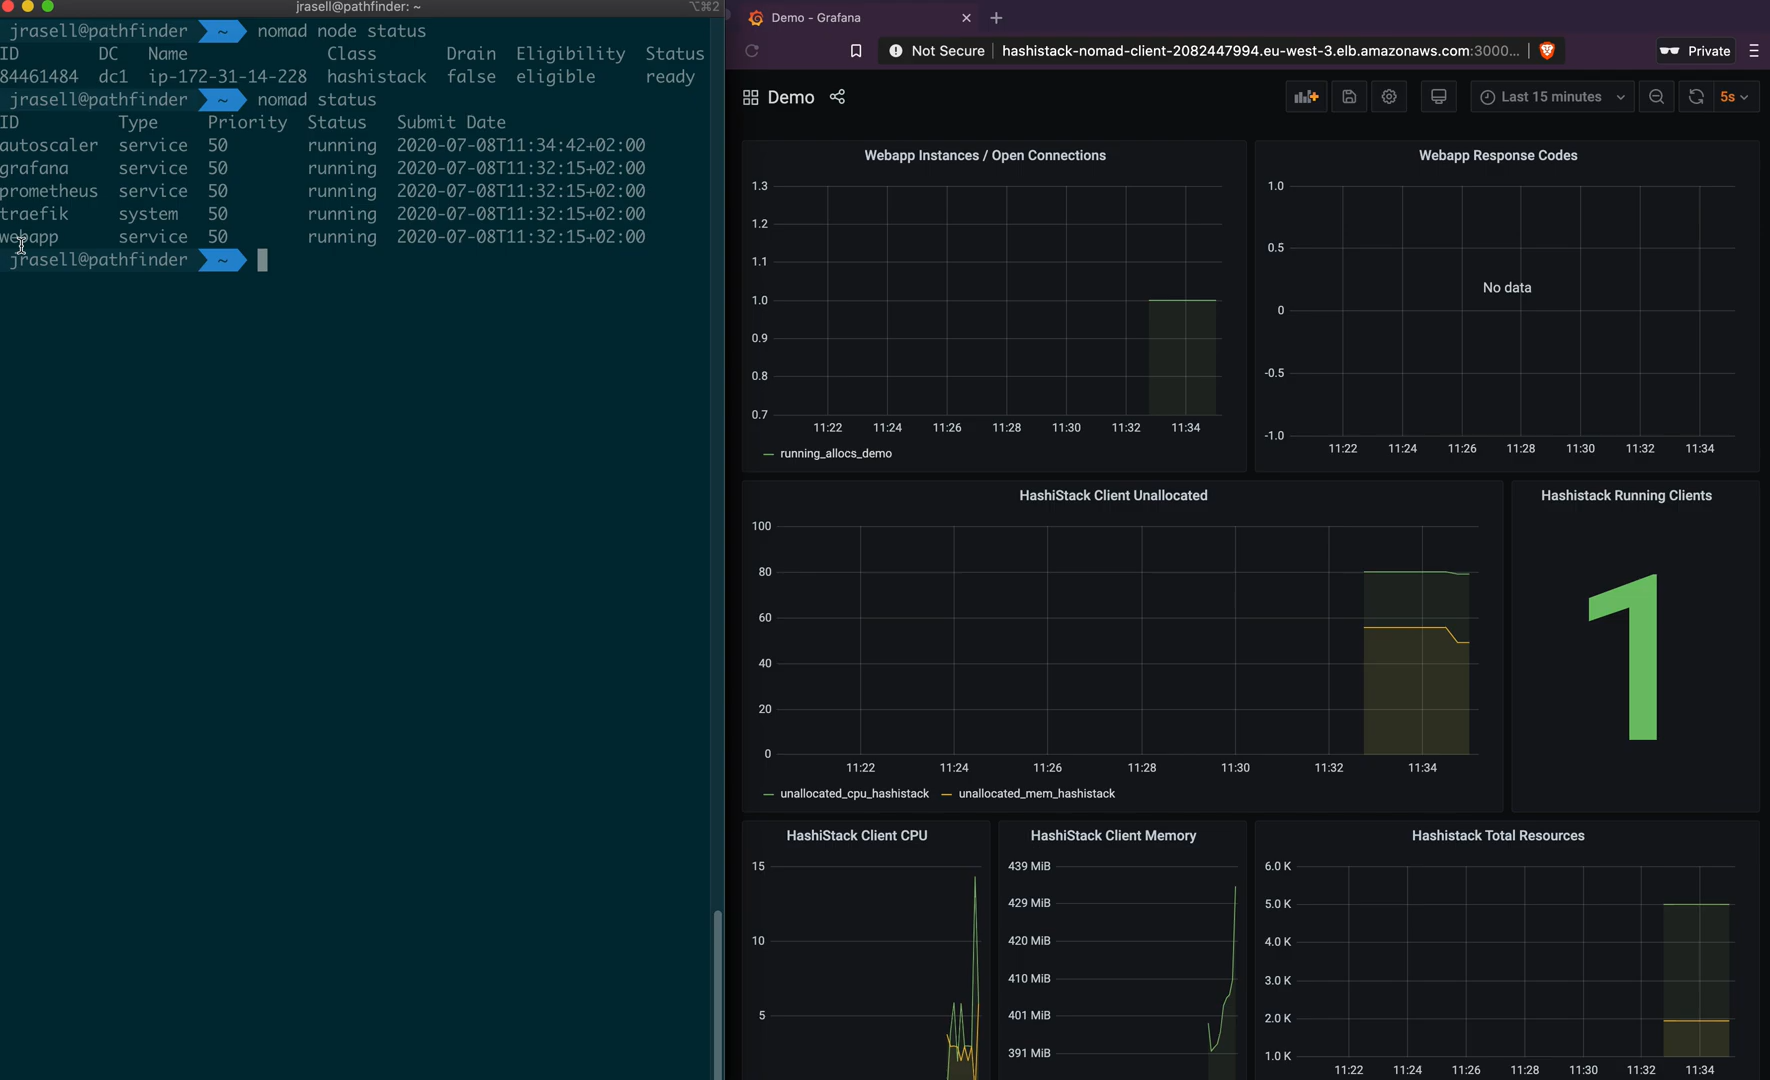 jrasell@pathfinder: ~
⌥⌘2
jrasell@pathfinder ~ nomad node status
ID DC Name Class Drain Eligibility Status
84461484 dc1 ip-172-31-14-228 hashistack false eligible ready
jrasell@pathfinder ~ nomad status
ID Type Priority Status Submit Date
autoscaler service 50 running 2020-07-08T11:34:42+02:00
grafana service 50 running 2020-07-08T11:32:15+02:00
prometheus service 50 running 2020-07-08T11:32:15+02:00
traefik system 50 running 2020-07-08T11:32:15+02:00
webapp service 50 running 2020-07-08T11:32:15+02:00
jrasell@pathfinder ~
Demo - Grafana
Not Secure hashistack-nomad-client-2082447994.eu-west-3.elb.amazonaws.com:3000... Private
Demo Last 15 minutes 5s
Webapp Instances / Open Connections
1.3
1.2
1.1
1.0
0.9
0.8
0.7
11:22 11:24 11:26 11:28 11:30 11:32 11:34
running_allocs_demo
Webapp Response Codes
1.0
0.5
No data
0
-0.5
-1.0
11:22 11:24 11:26 11:28 11:30 11:32 11:34
HashiStack Client Unallocated
100
80
60
40
20
0
11:22 11:24 11:26 11:28 11:30 11:32 11:34
unallocated_cpu_hashistack unallocated_mem_hashistack
Hashistack Running Clients
1
HashiStack Client CPU
15
10
5
HashiStack Client Memory
439 MiB
429 MiB
420 MiB
410 MiB
401 MiB
391 MiB
Hashistack Total Resources
6.0 K
5.0 K
4.0 K
3.0 K
2.0 K
1.0 K
11:22 11:24 11:26 11:28 11:30 11:32 11:34